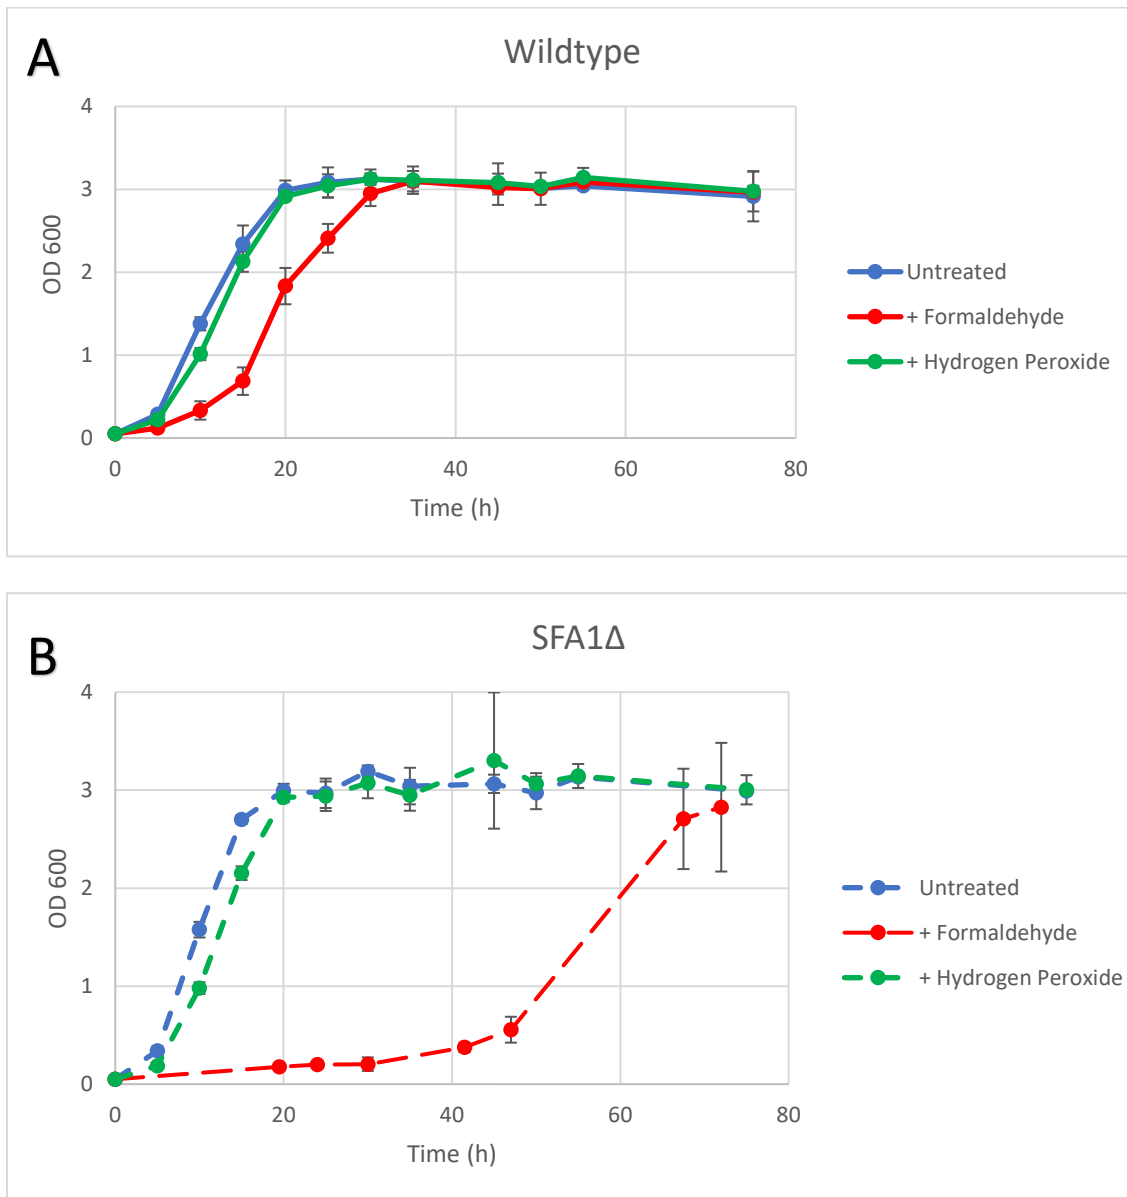 A
Wildtype
4
3
2
1
0
OD 600
0 20 40 60 80
Time (h)
Untreated
+ Formaldehyde
+ Hydrogen Peroxide
B
SFA1Δ
4
3
2
1
0
OD 600
0 20 40 60 80
Time (h)
Untreated
+ Formaldehyde
+ Hydrogen Peroxide